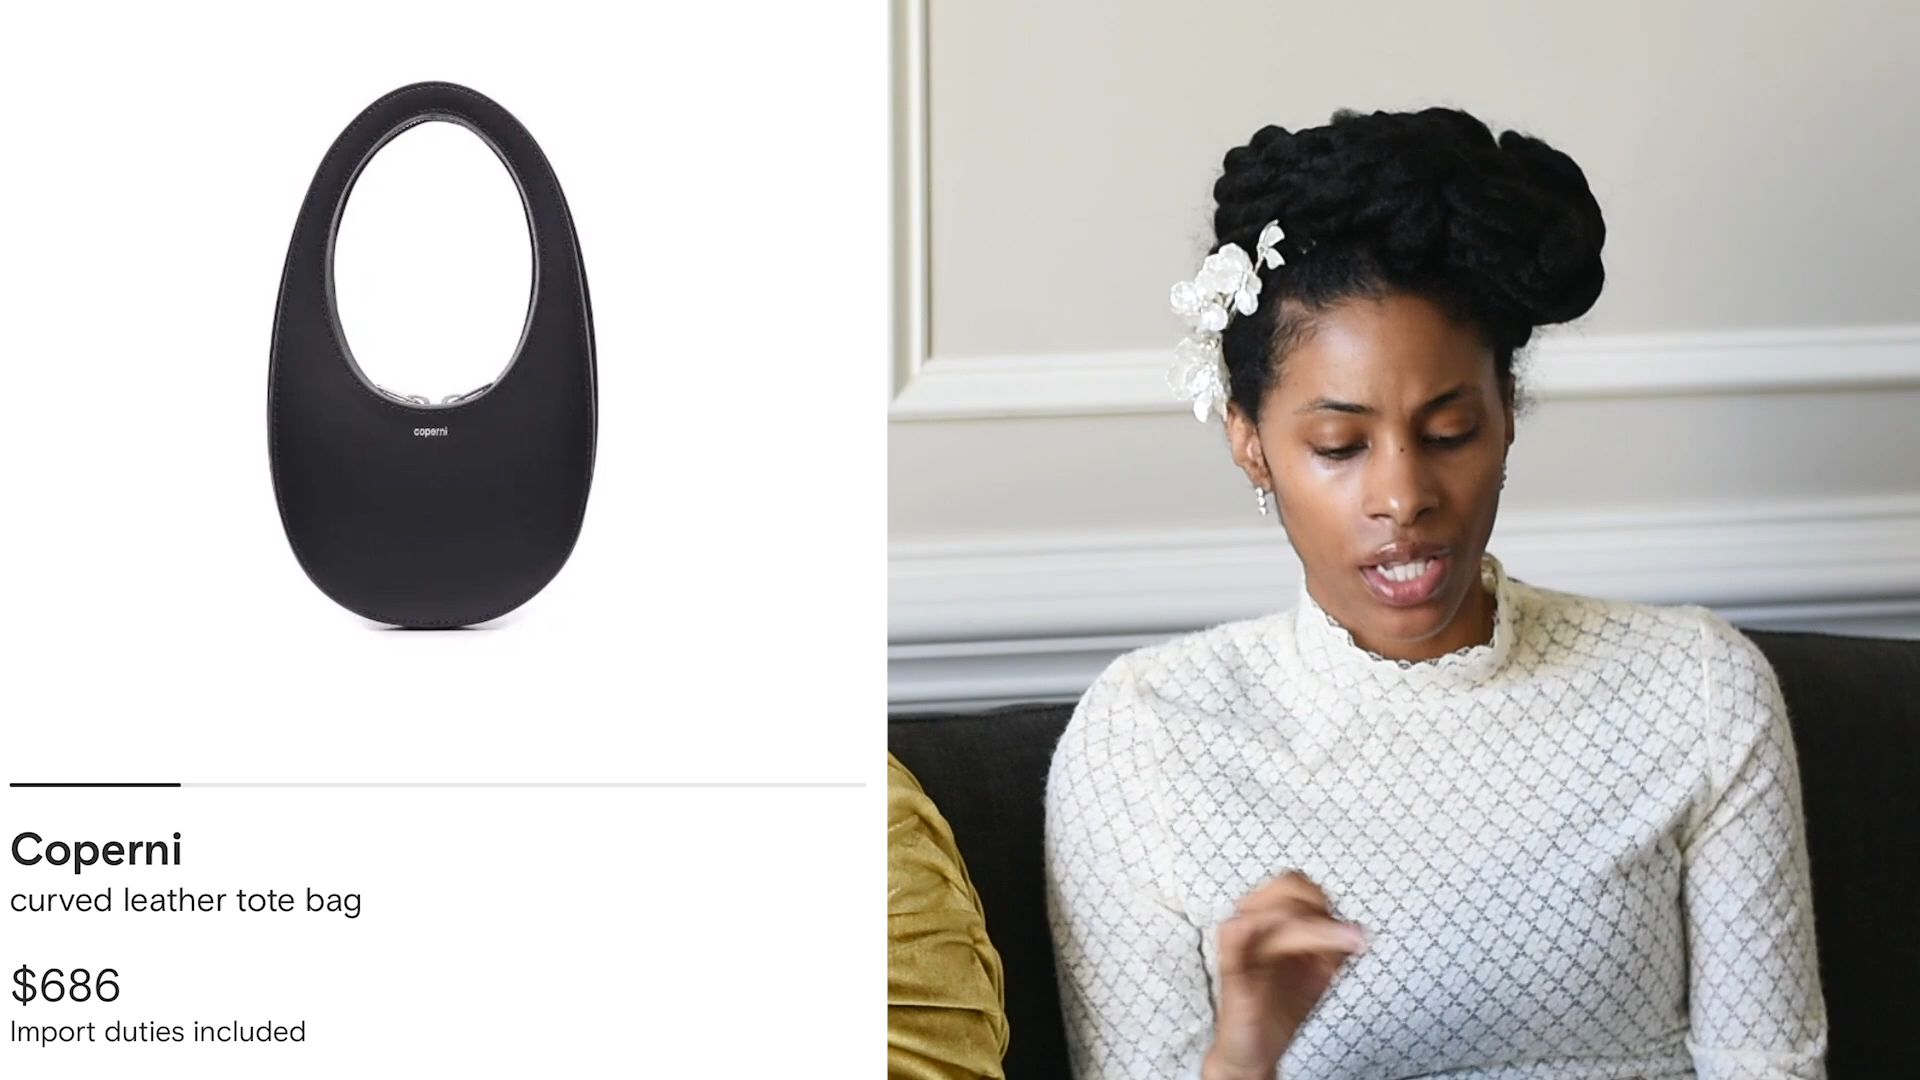 coperni
Coperni
curved leather tote bag
$686
Import duties included